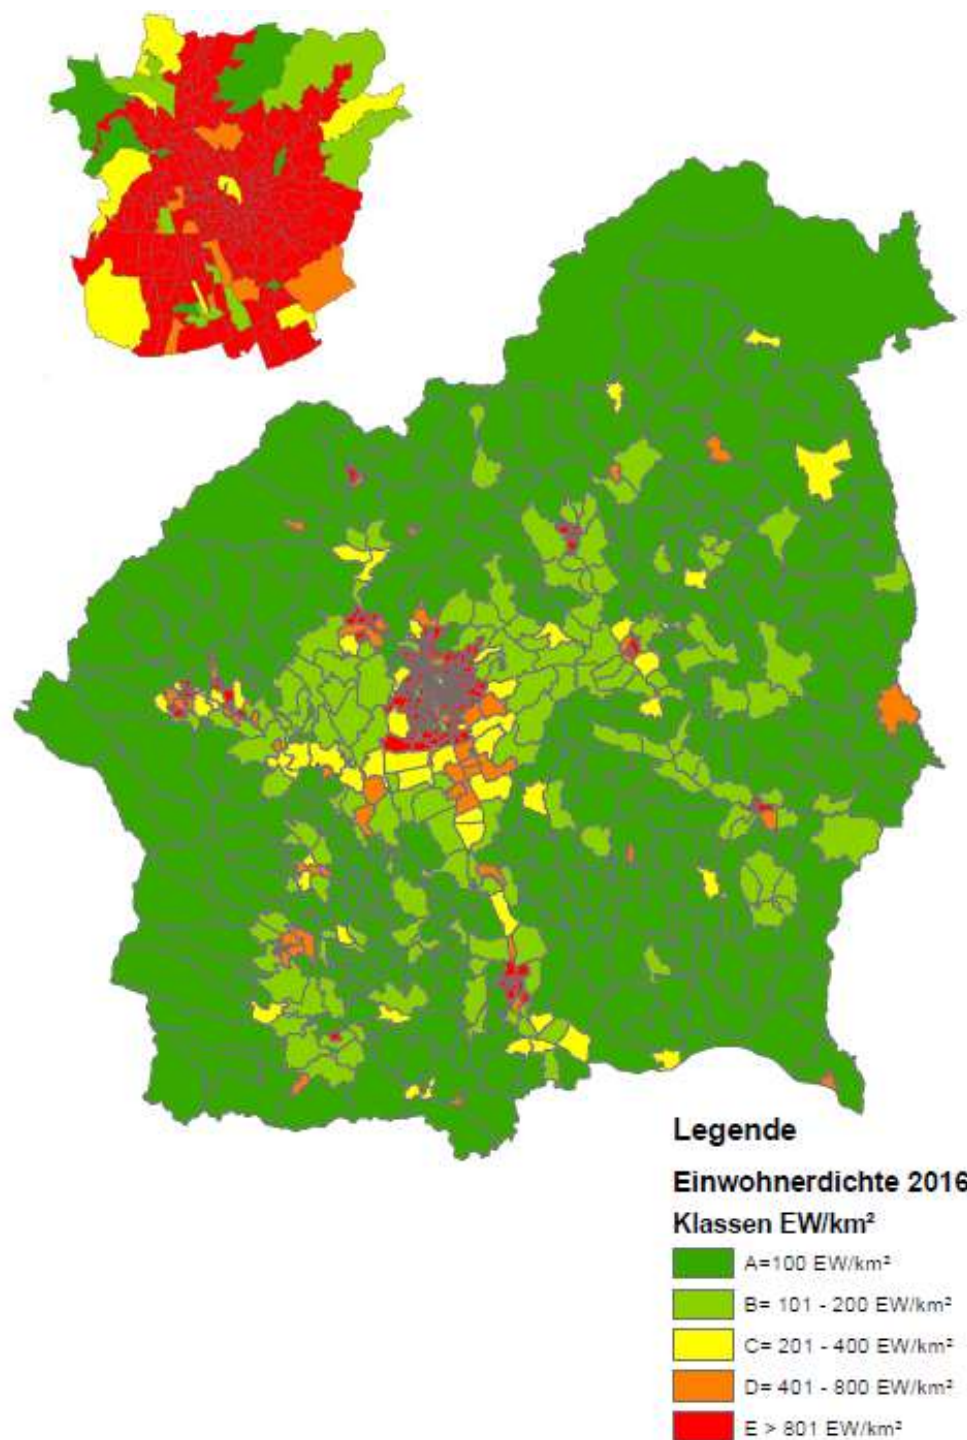 Legende
Einwohnerdichte 2016
Klassen EW/km²
A=100 EW/km²
B= 101 - 200 EW/km²
C= 201 - 400 EW/km²
D= 401 - 800 EW/km²
E > 801 EW/km²